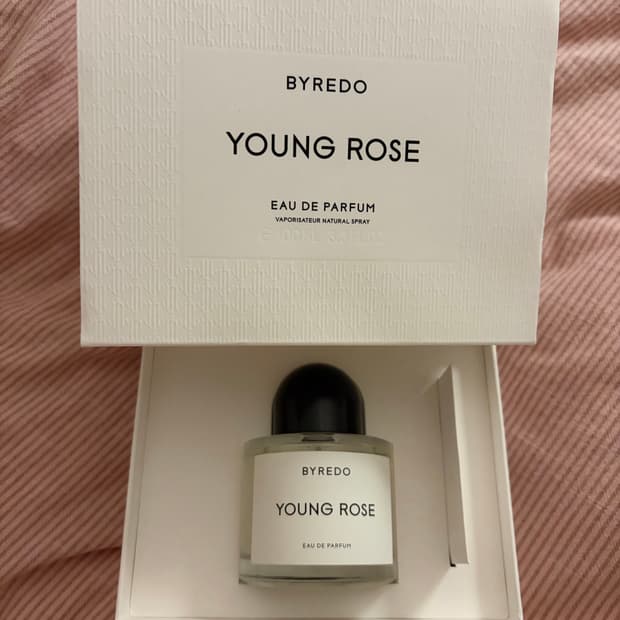 BYREDO
YOUNG ROSE
EAU DE PARFUM
VAPORISATEUR NATURAL SPRAY
BYREDO
YOUNG ROSE
EAU DE PARFUM